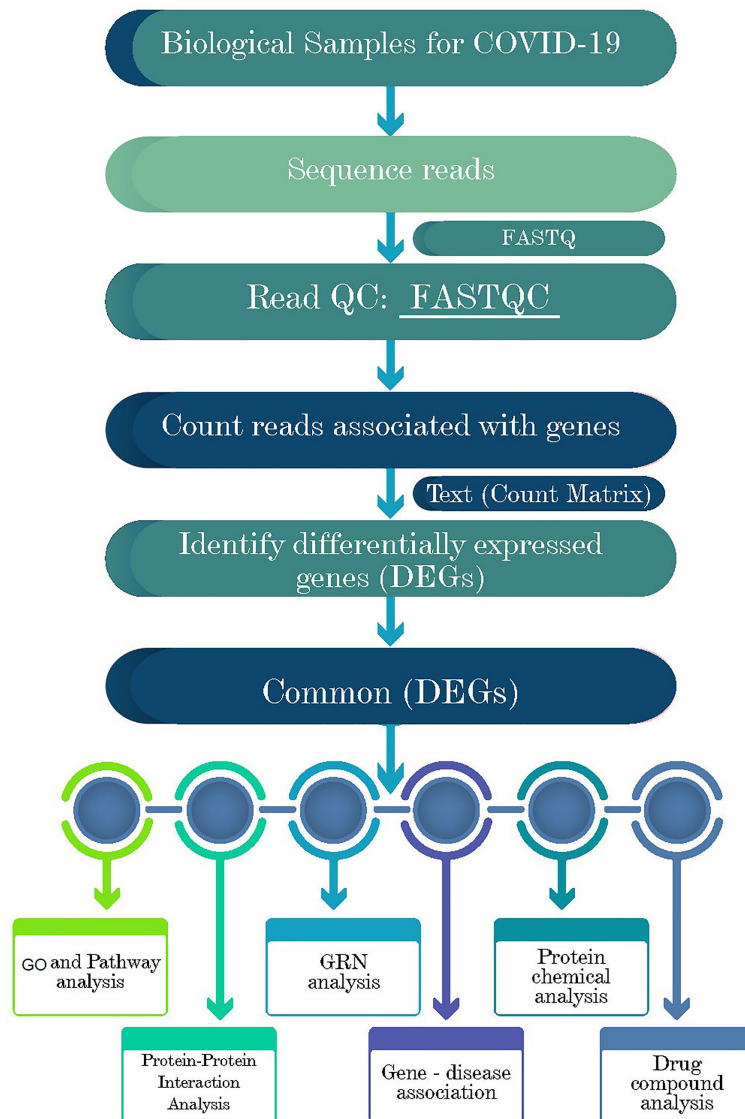 Biological Samples for COVID-19
Sequence reads
FASTQ
Read QC: FASTQC
Count reads associated with genes
Text (Count Matrix)
Identify differentially expressed
genes (DEGs)
Common (DEGs)
GO and Pathway
analysis
GRN
analysis
Protein
chemical
analysis
Protein-Protein
Interaction
Analysis
Gene - disease
association
Drug
compound
analysis